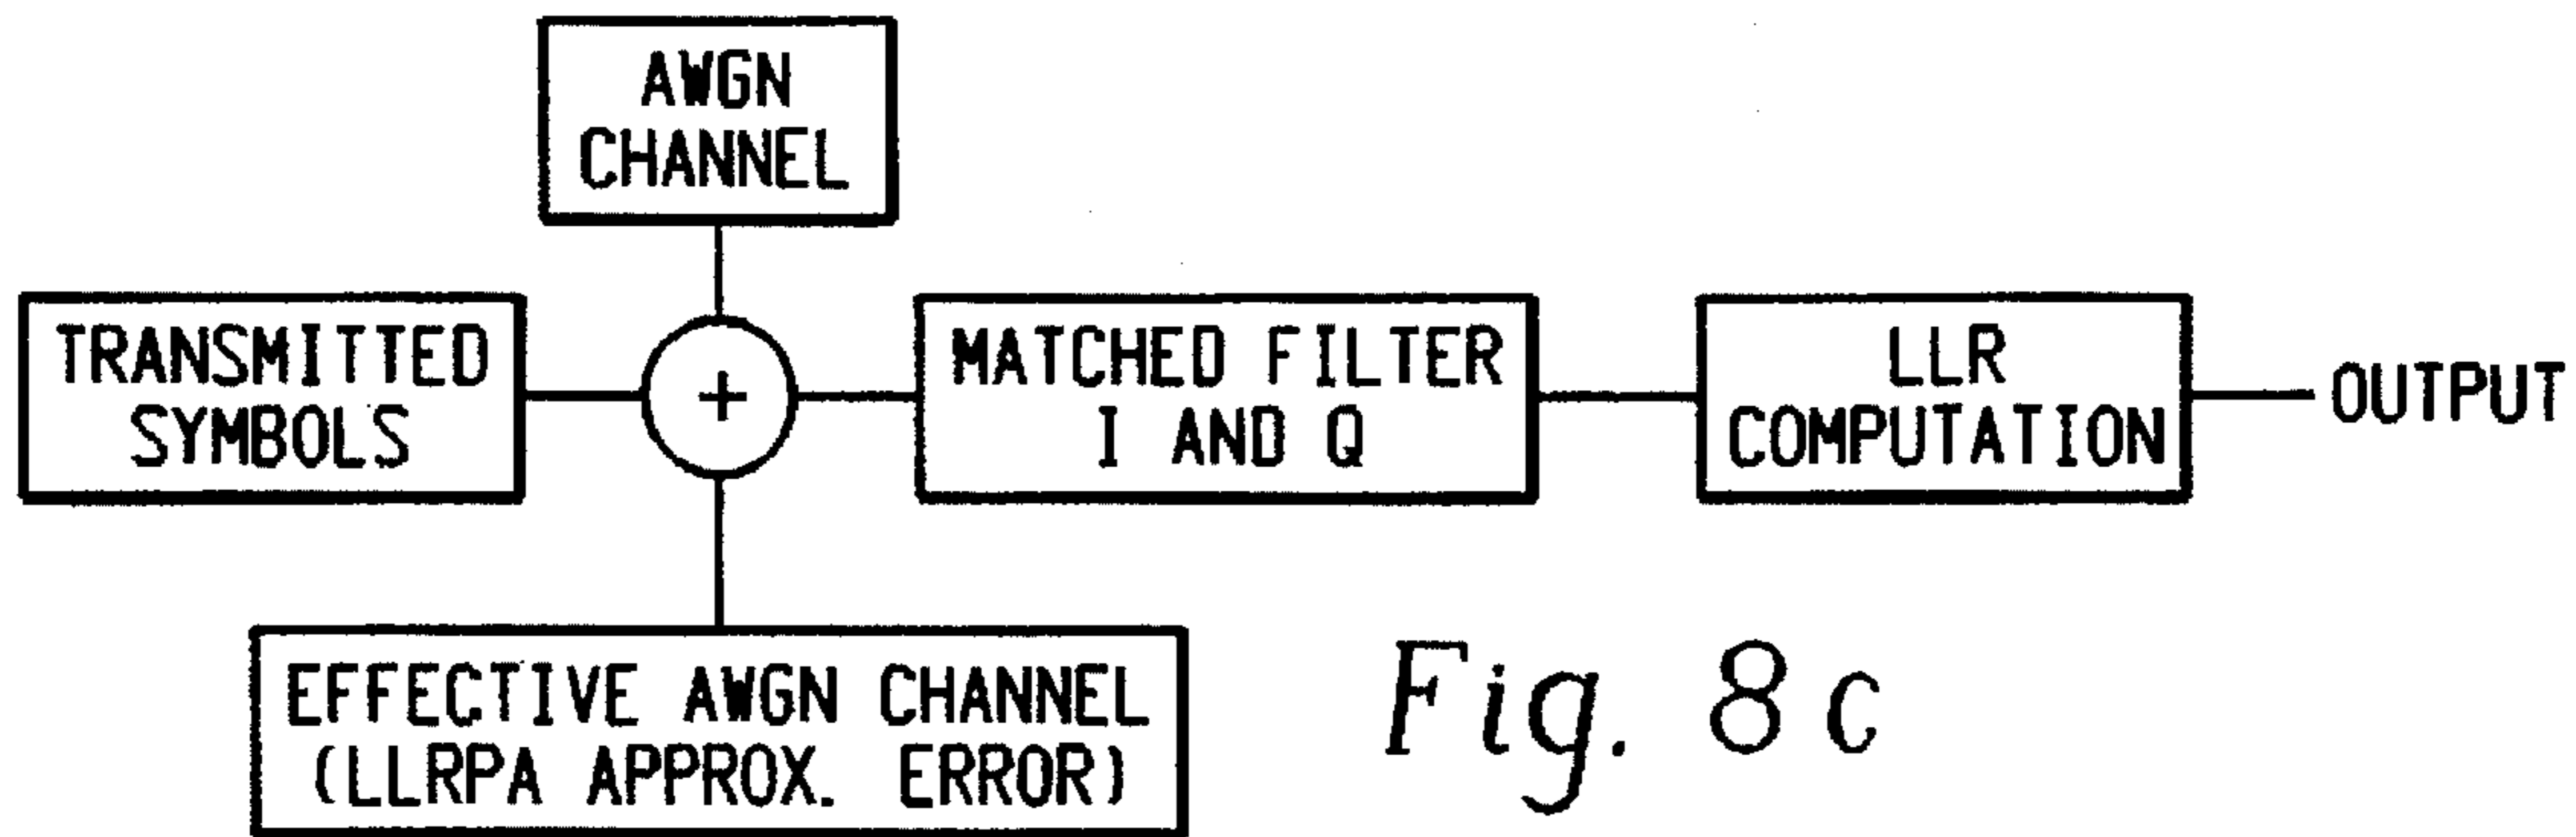 AWGN
CHANNEL
TRANSMITTED
SYMBOLS
+
MATCHED FILTER
I AND Q
LLR
COMPUTATION
OUTPUT
EFFECTIVE AWGN CHANNEL
(LLRPA APPROX. ERROR)
Fig. 8c